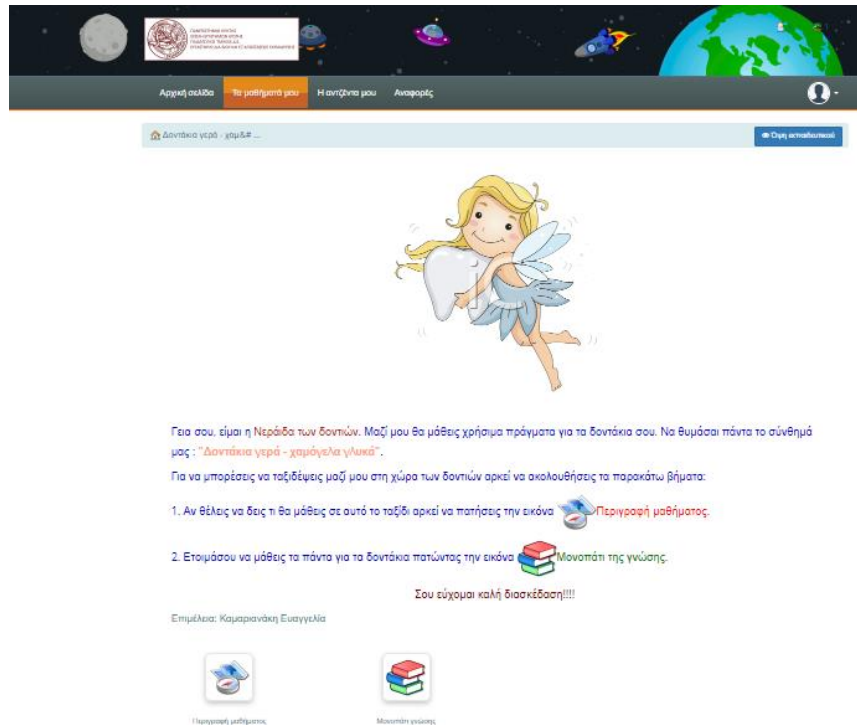 Αρχική σελίδα Τα μαθήματά μου Η αντζέντα μου Αναφορές
Δοντάκια γερά - χαμ&# ... Όψη εκπαιδευτικού
Γεια σου, είμαι η Νεράιδα των δοντιών. Μαζί μου θα μάθεις χρήσιμα πράγματα για τα δοντάκια σου. Να θυμάσαι πάντα το σύνθημά
μας : "Δοντάκια γερά - χαμόγελα γλυκά".
Για να μπορέσεις να ταξιδέψεις μαζί μου στη χώρα των δοντιών αρκεί να ακολουθήσεις τα παρακάτω βήματα:
1. Αν θέλεις να δεις τι θα μάθεις σε αυτό το ταξίδι αρκεί να πατήσεις την εικόνα Περιγραφή μαθήματος.
2. Ετοιμάσου να μάθεις τα πάντα για τα δοντάκια πατώντας την εικόνα Μονοπάτι της γνώσης.
Σου εύχομαι καλή διασκέδαση!!!!
Επιμέλεια: Καμαριανάκη Ευαγγελία
Περιγραφή μαθήματος Μονοπάτι γνώσης